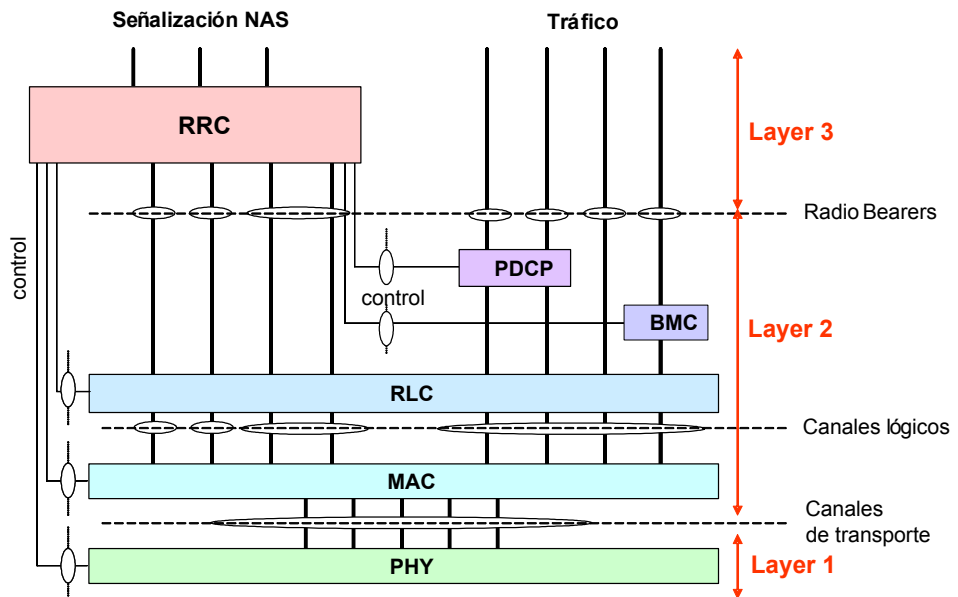 Señalización NAS
Tráfico
RRC
Layer 3
Radio Bearers
control
PDCP
control
BMC
Layer 2
RLC
Canales lógicos
MAC
Canales
de transporte
PHY
Layer 1